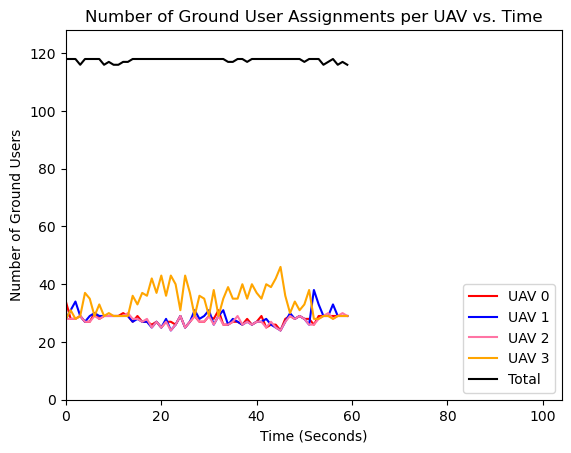 Number of Ground User Assignments per UAV vs. Time
Number of Ground Users
120
100
80
60
40
20
0
0 20 40 60 80 100
Time (Seconds)
UAV 0
UAV 1
UAV 2
UAV 3
Total